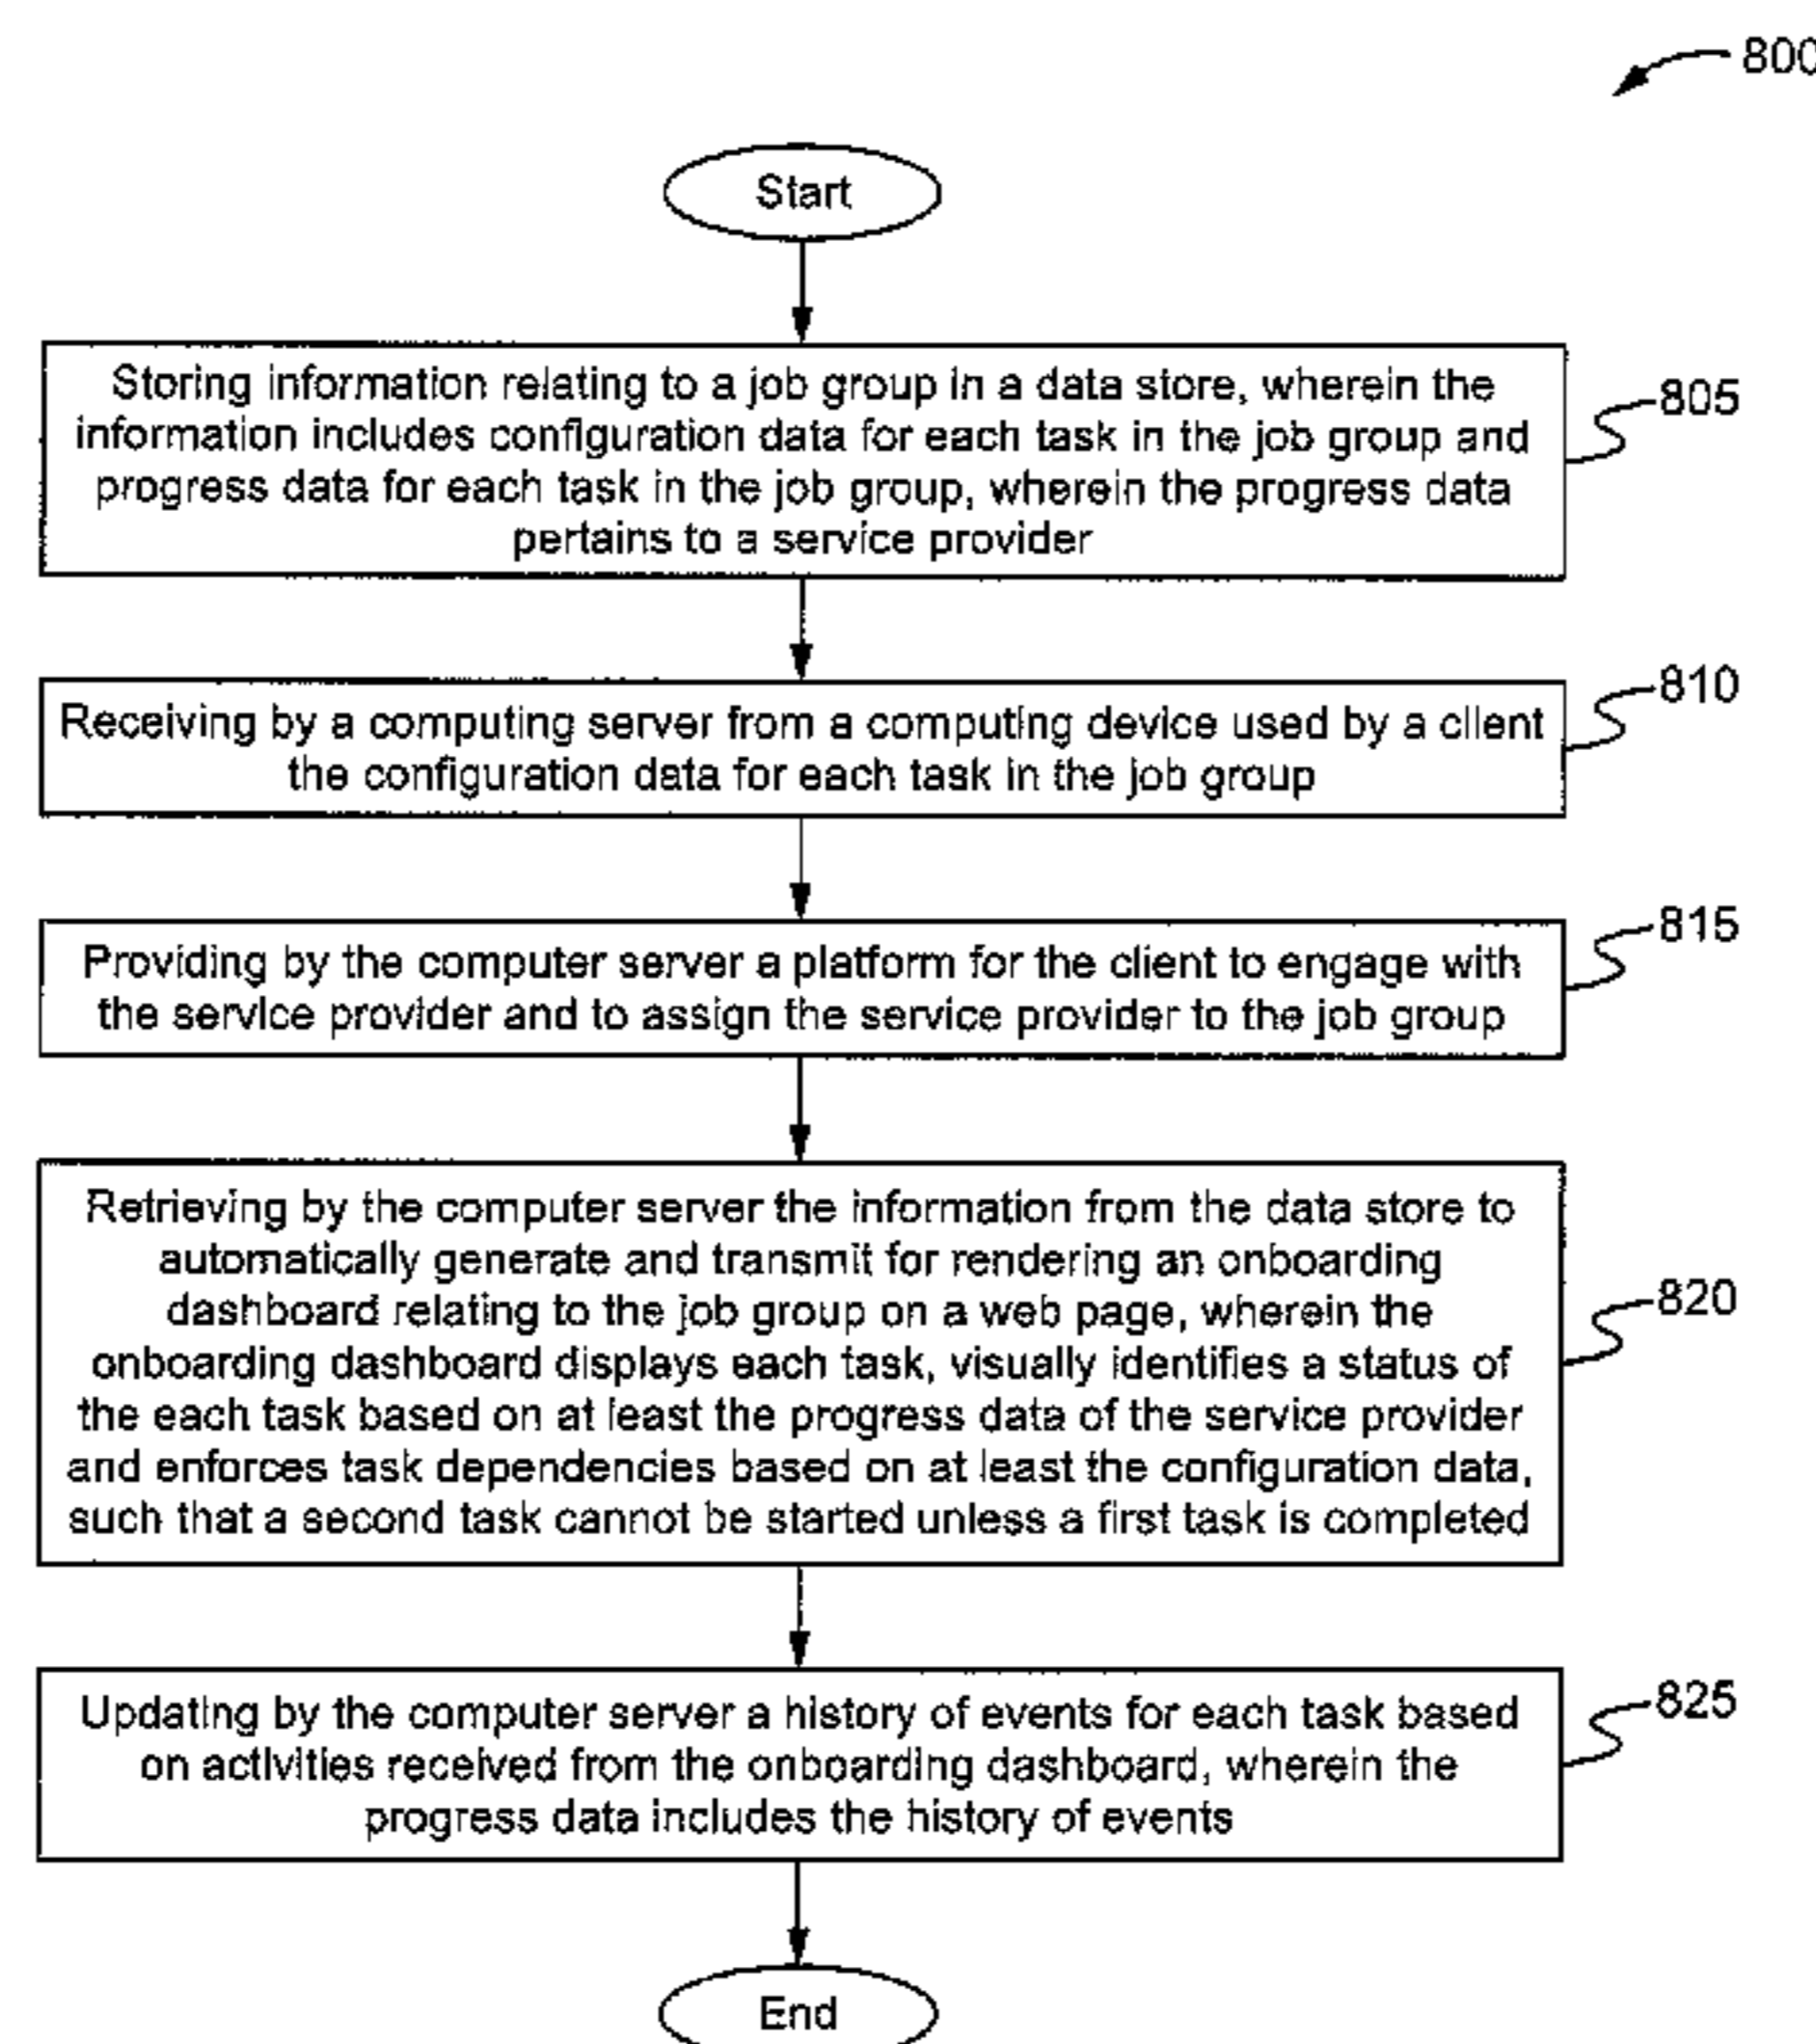 800
Start
Storing information relating to a job group in a data store, wherein the
information includes configuration data for each task in the job group and
progress data for each task in the job group, wherein the progress data
pertains to a service provider
805
Receiving by a computing server from a computing device used by a client
the configuration data for each task in the job group
810
Providing by the computer server a platform for the client to engage with
the service provider and to assign the service provider to the job group
815
Retrieving by the computer server the information from the data store to
automatically generate and transmit for rendering an onboarding
dashboard relating to the job group on a web page, wherein the
onboarding dashboard displays each task, visually identifies a status of
the each task based on at least the progress data of the service provider
and enforces task dependencies based on at least the configuration data,
such that a second task cannot be started unless a first task is completed
820
Updating by the computer server a history of events for each task based
on activities received from the onboarding dashboard, wherein the
progress data includes the history of events
825
End